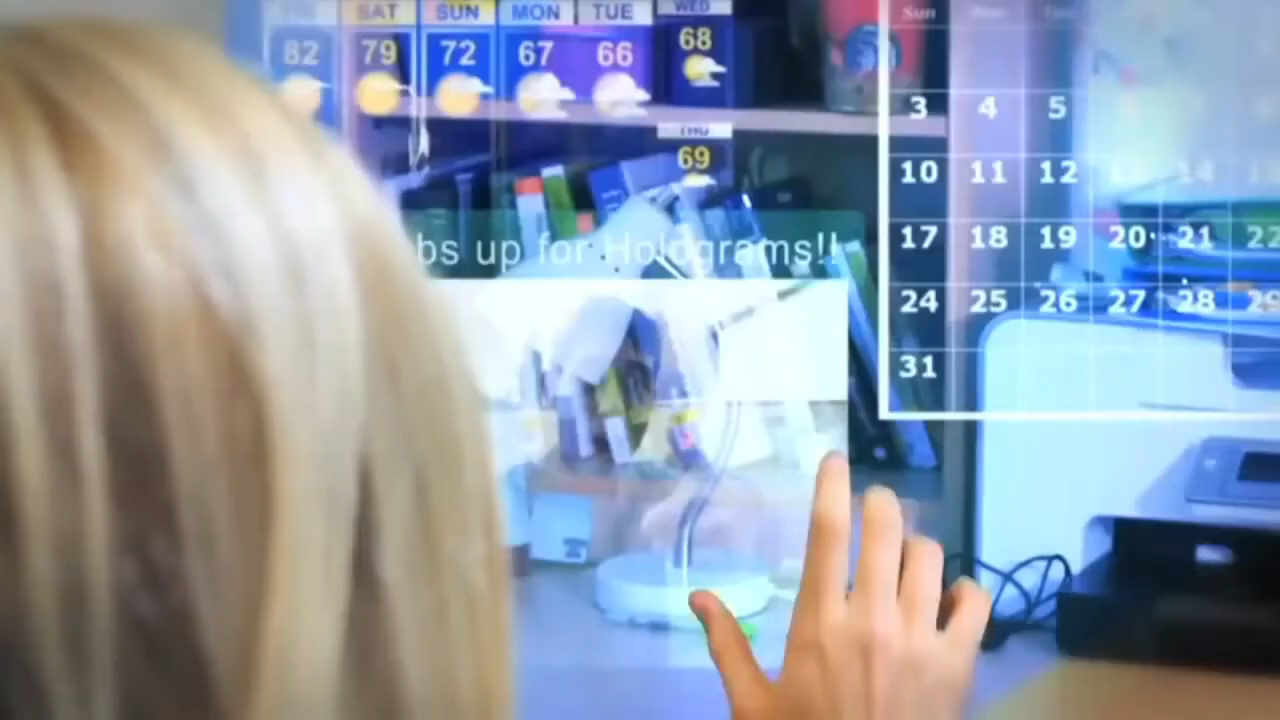 SAT SUN MON TUE WED
82 79 72 67 66 68
THU
69
bs up for Holograms!!
Sun
3 4 5
10 11 12 14
17 18 19 20 21 22
24 25 26 27 28 29
31